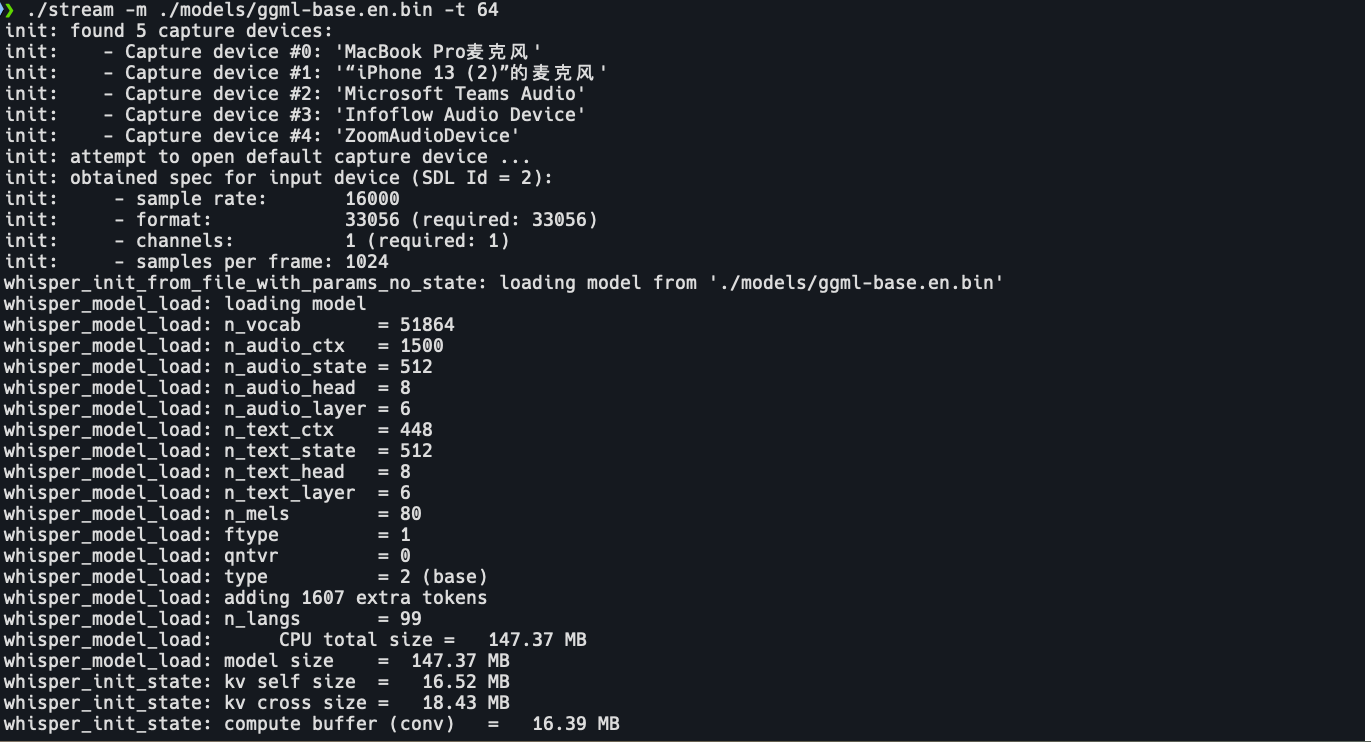 ❯ ./stream -m ./models/ggml-base.en.bin -t 64
init: found 5 capture devices:
init:    - Capture device #0: 'MacBook Pro麦克风'
init:    - Capture device #1: '“iPhone 13 (2)”的麦克风'
init:    - Capture device #2: 'Microsoft Teams Audio'
init:    - Capture device #3: 'Infoflow Audio Device'
init:    - Capture device #4: 'ZoomAudioDevice'
init: attempt to open default capture device ...
init: obtained spec for input device (SDL Id = 2):
init:     - sample rate:       16000
init:     - format:            33056 (required: 33056)
init:     - channels:          1 (required: 1)
init:     - samples per frame: 1024
whisper_init_from_file_with_params_no_state: loading model from './models/ggml-base.en.bin'
whisper_model_load: loading model
whisper_model_load: n_vocab       = 51864
whisper_model_load: n_audio_ctx   = 1500
whisper_model_load: n_audio_state = 512
whisper_model_load: n_audio_head  = 8
whisper_model_load: n_audio_layer = 6
whisper_model_load: n_text_ctx    = 448
whisper_model_load: n_text_state  = 512
whisper_model_load: n_text_head   = 8
whisper_model_load: n_text_layer  = 6
whisper_model_load: n_mels        = 80
whisper_model_load: ftype         = 1
whisper_model_load: qntvr         = 0
whisper_model_load: type          = 2 (base)
whisper_model_load: adding 1607 extra tokens
whisper_model_load: n_langs       = 99
whisper_model_load:      CPU total size =   147.37 MB
whisper_model_load: model size    =  147.37 MB
whisper_init_state: kv self size  =   16.52 MB
whisper_init_state: kv cross size =   18.43 MB
whisper_init_state: compute buffer (conv)   =   16.39 MB